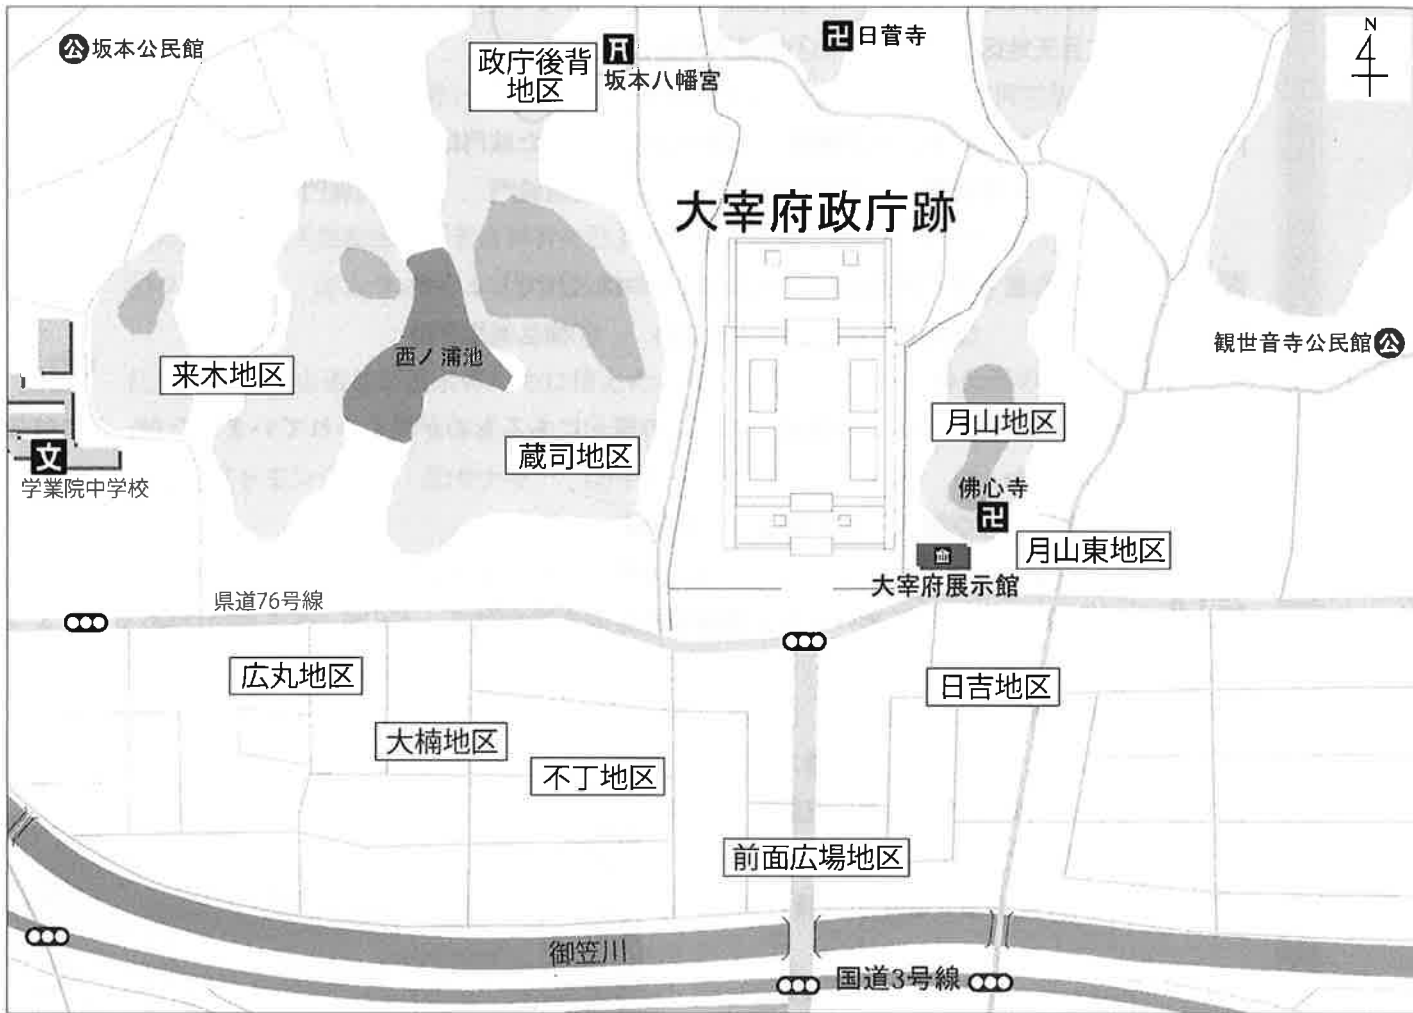 N
公 坂本公民館
政庁後背
地区
坂本八幡宮
卍 日菅寺
大宰府政庁跡
観世音寺公民館 公
西ノ浦池
来木地区
月山地区
蔵司地区
文
学業院中学校
佛心寺
卍
月山東地区
大宰府展示館
県道76号線
広丸地区
日吉地区
大楠地区
不丁地区
前面広場地区
御笠川
国道3号線